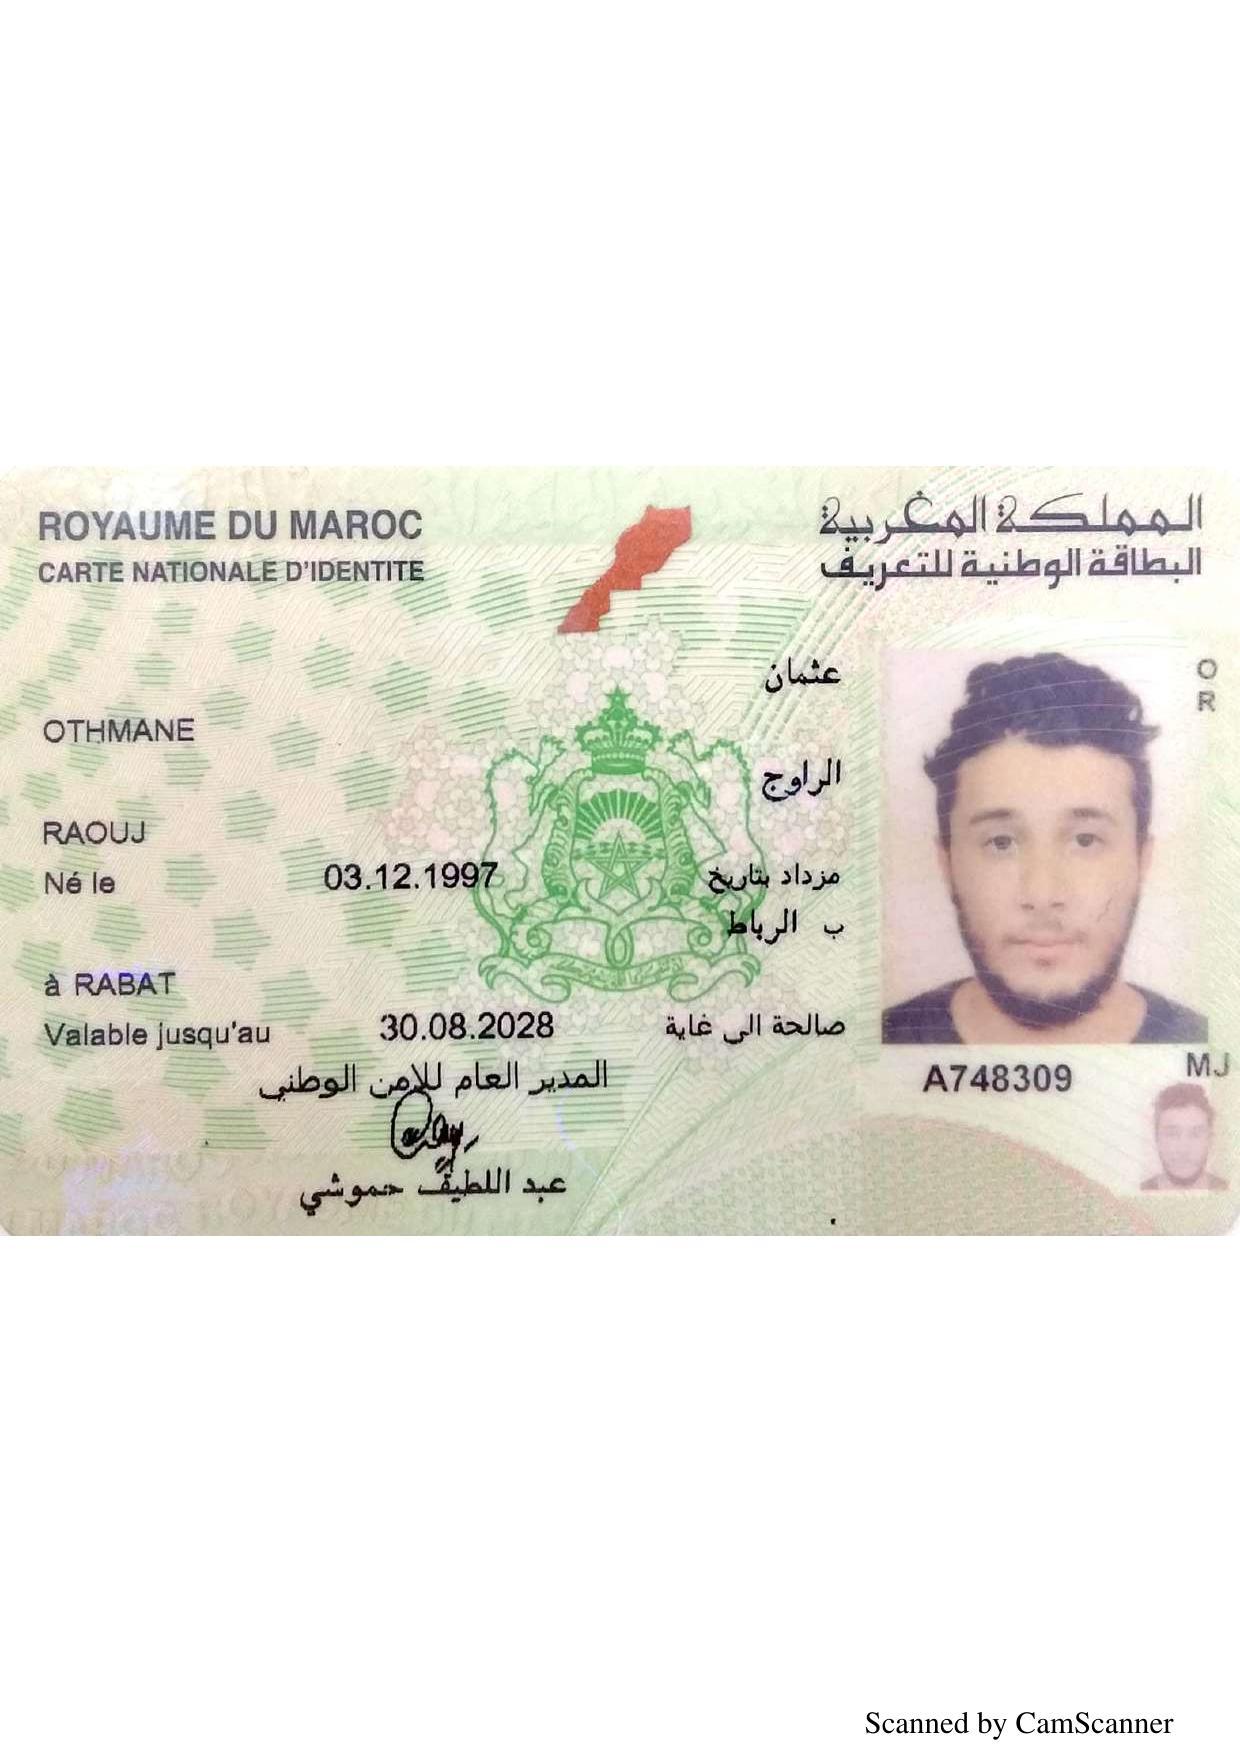 ROYAUME DU MAROC
CARTE NATIONALE D'IDENTITE
المملكة المغربية
البطاقة الوطنية للتعريف
عثمان
OTHMANE
الراوج
RAOUJ
Né le 03.12.1997 مزداد بتاريخ
ب الرباط
à RABAT
Valable jusqu'au 30.08.2028 صالحة الى غاية
المدير العام للأمن الوطني
عبد اللطيف حموشي
O
R
A748309
MJ
Scanned by CamScanner